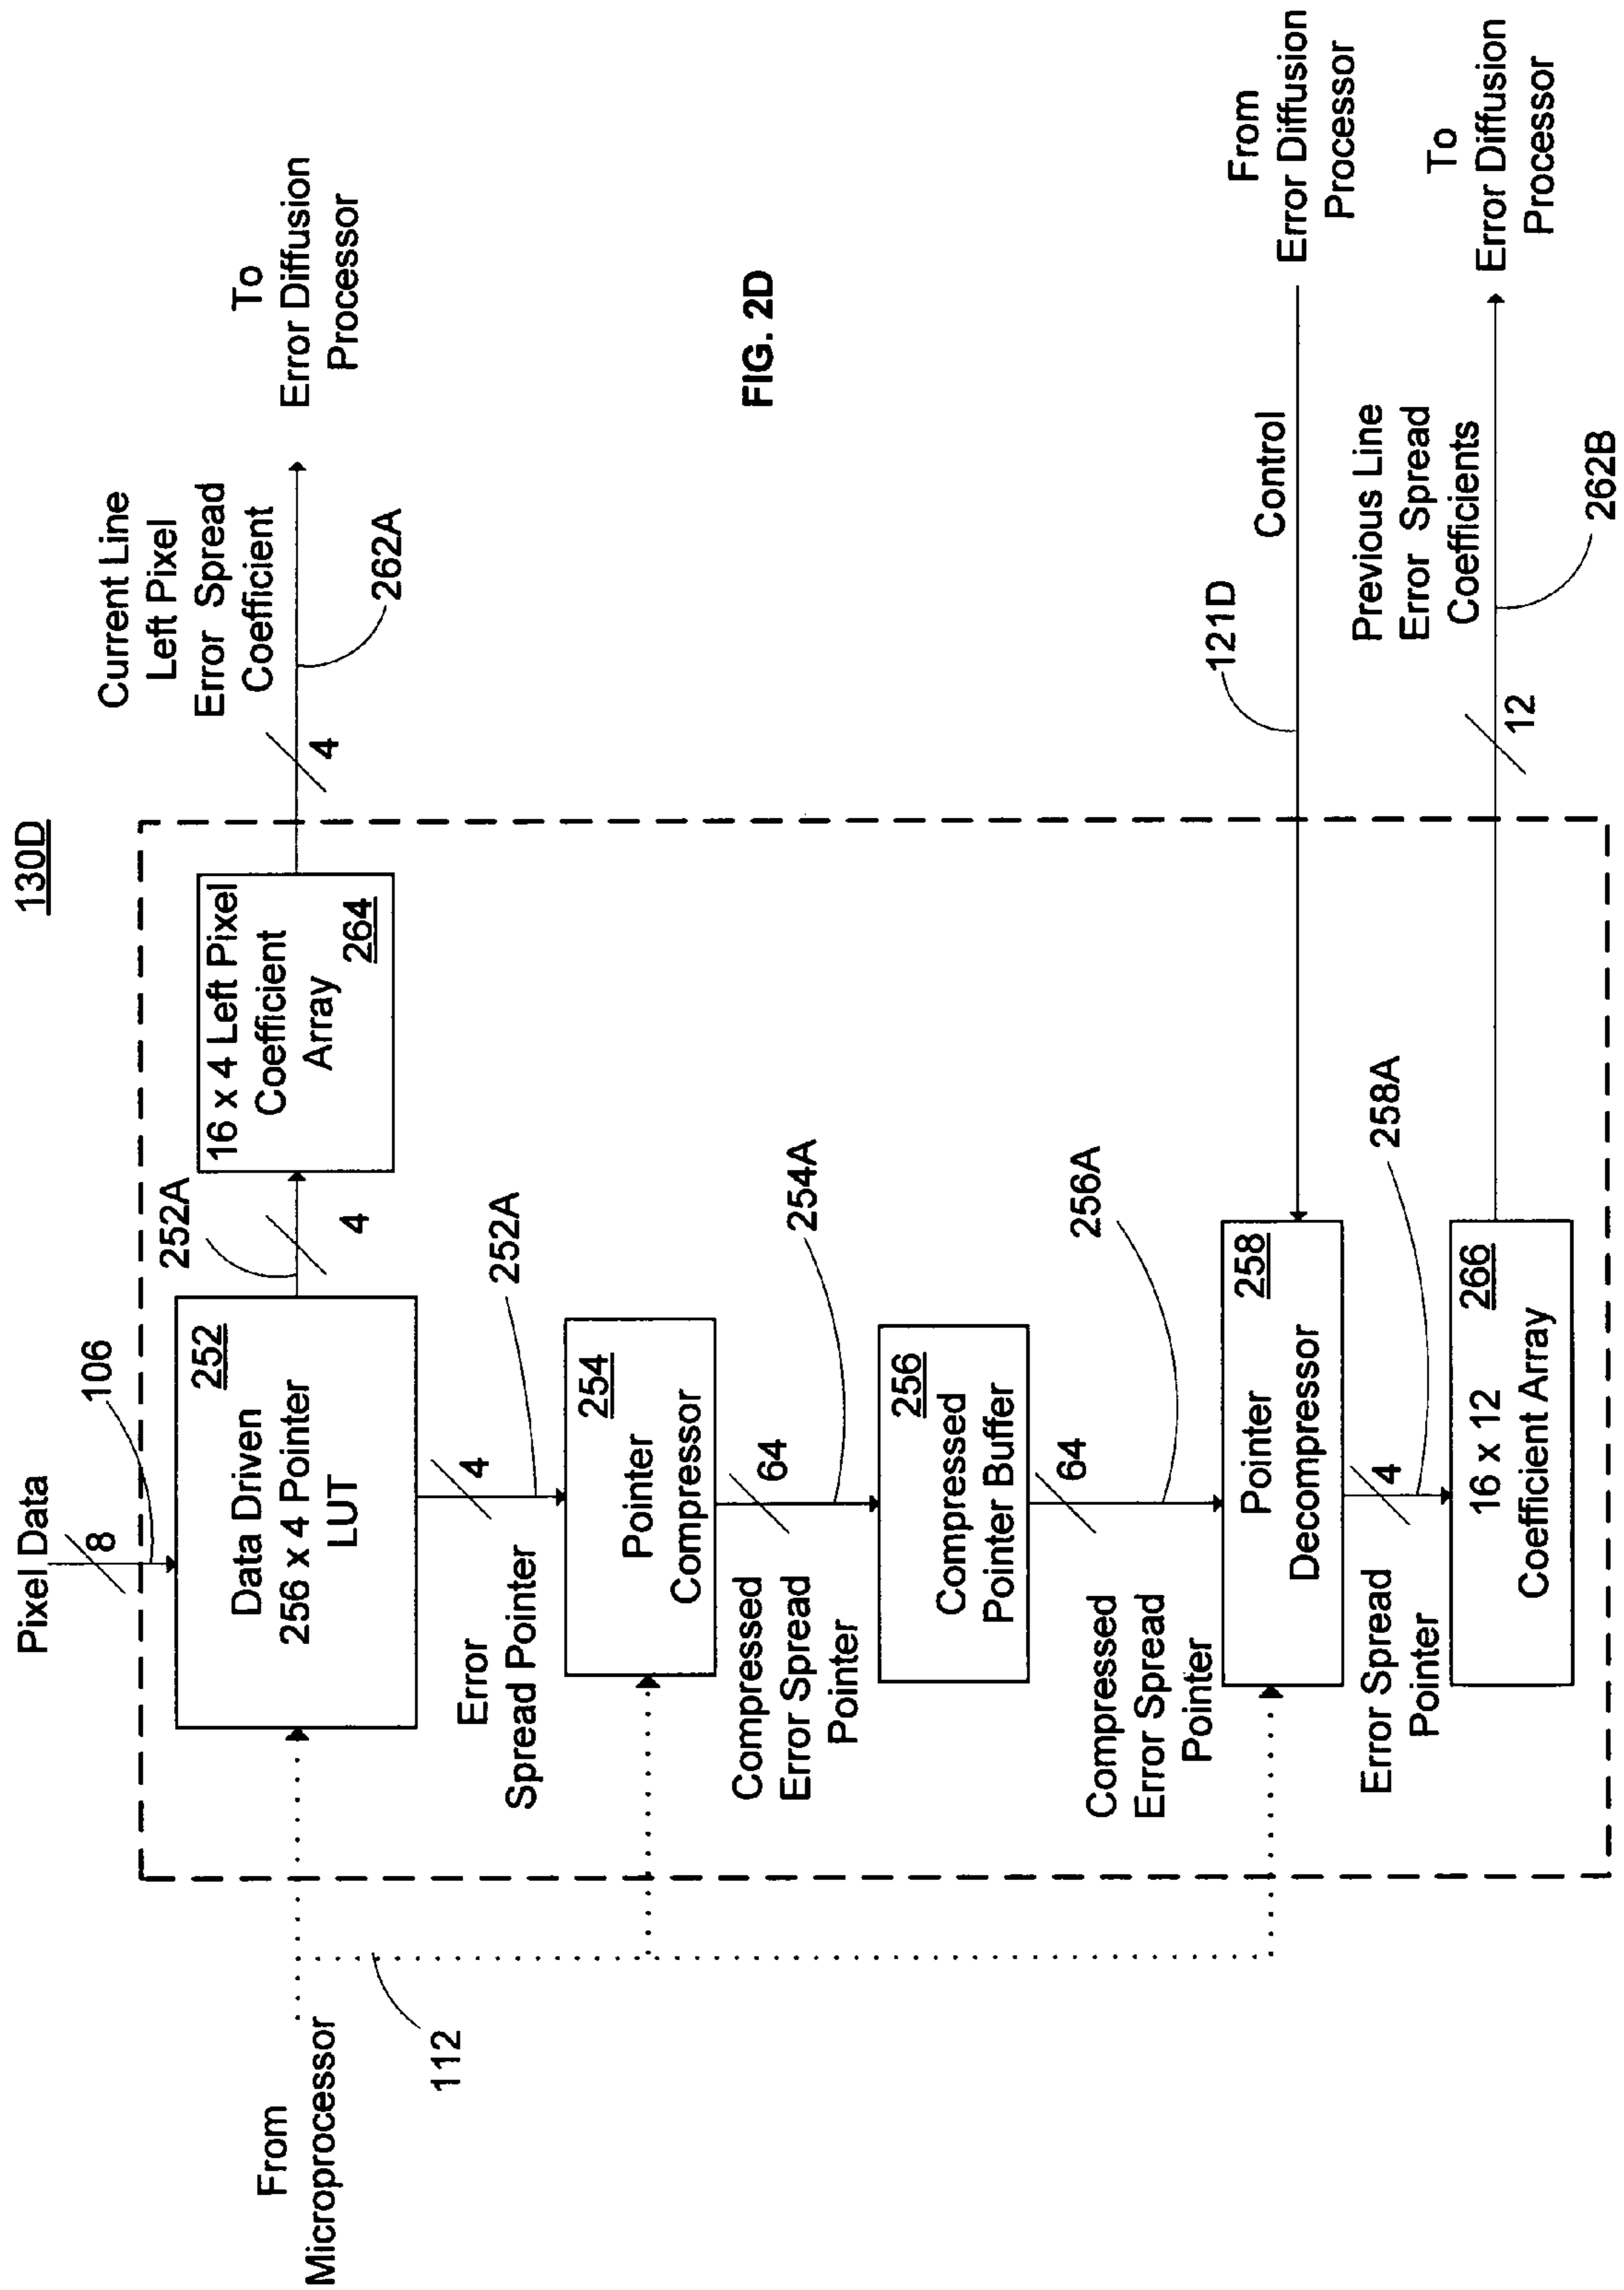 130D
Pixel Data
8
106
From
Microprocessor
112
Data Driven
256 x 4 Pointer
LUT
252
252A
4
16 x 4 Left Pixel
Coefficient
Array
264
4
Current Line
Left Pixel
Error Spread
Coefficient
262A
To
Error Diffusion
Processor
Error
Spread Pointer
4
252A
Pointer
Compressor
254
Compressed
Error Spread
Pointer
64
254A
Compressed
Pointer Buffer
256
Compressed
Error Spread
Pointer
64
256A
Pointer
Decompressor
258
121D
Control
From
Error Diffusion
Processor
Error Spread
Pointer
4
258A
16 x 12
Coefficient Array
266
12
Previous Line
Error Spread
Coefficients
262B
To
Error Diffusion
Processor
FIG. 2D